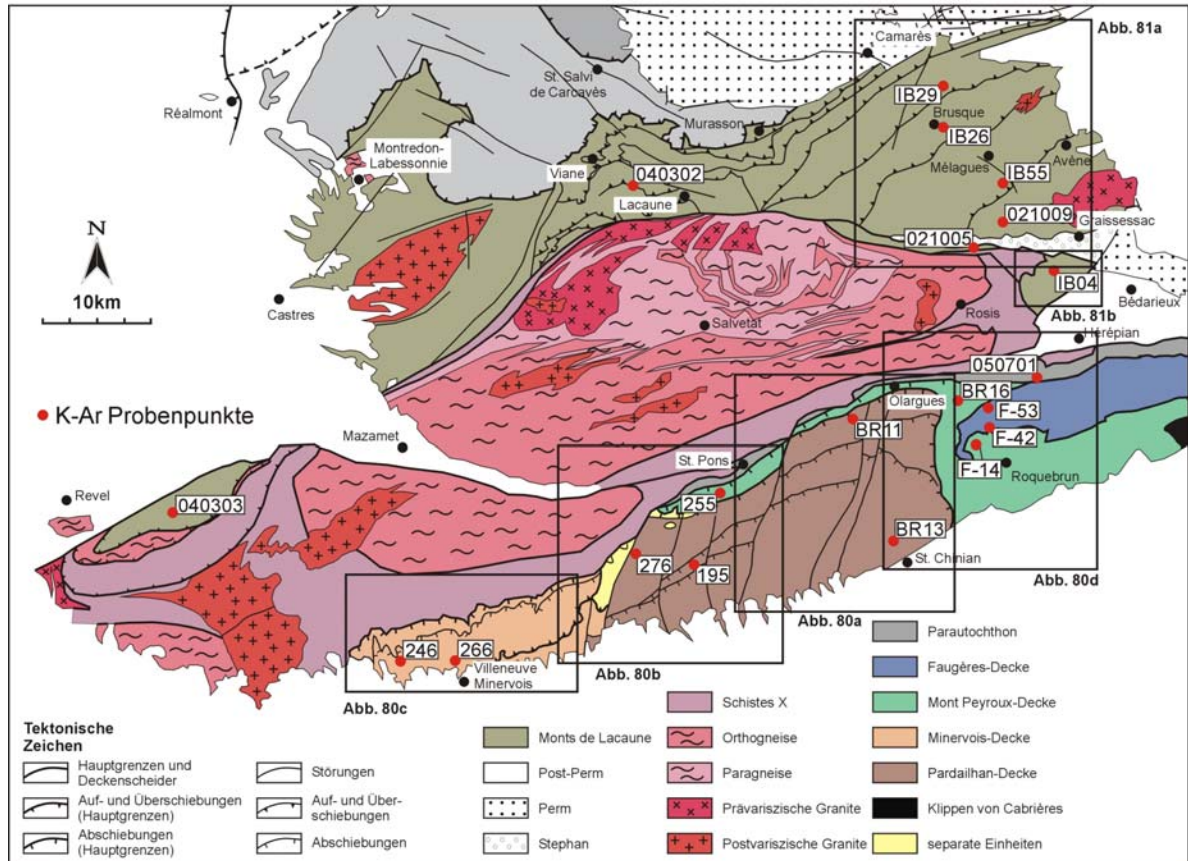 Abb. 81a
Camarès
St. Salvi
de Carcavès
Réalmont
IB29
Brusque
Murasson
IB26
Montredon-
Labessonnie
Mélagues
Avène
Viane
040302
IB55
Lacaune
021009
Graissessac
021005
N
10km
IB04
Castres
Bédarieux
Rosis
Abb. 81b
Salvetat
Hérépian
050701
K-Ar Probenpunkte
Olargues
BR16
F-53
BR11
Mazamet
F-42
St. Pons
F-14
Roquebrun
Revel
255
040303
BR13
276
195
St. Chinian
Abb. 80d
Abb. 80a
246
266
Villeneuve
Minervois
Abb. 80b
Abb. 80c
Parautochthon
Faugères-Decke
Schistes X
Mont Peyroux-Decke
Tektonische
Zeichen
Monts de Lacaune
Orthogneise
Minervois-Decke
Hauptgrenzen und
Deckenscheider
Störungen
Post-Perm
Paragneise
Pardailhan-Decke
Auf- und Überschiebungen
(Hauptgrenzen)
Auf- und Über-
schiebungen
Perm
Prävariszische Granite
Klippen von Cabrières
Abschiebungen
(Hauptgrenzen)
Abschiebungen
Stephan
Postvariszische Granite
separate Einheiten